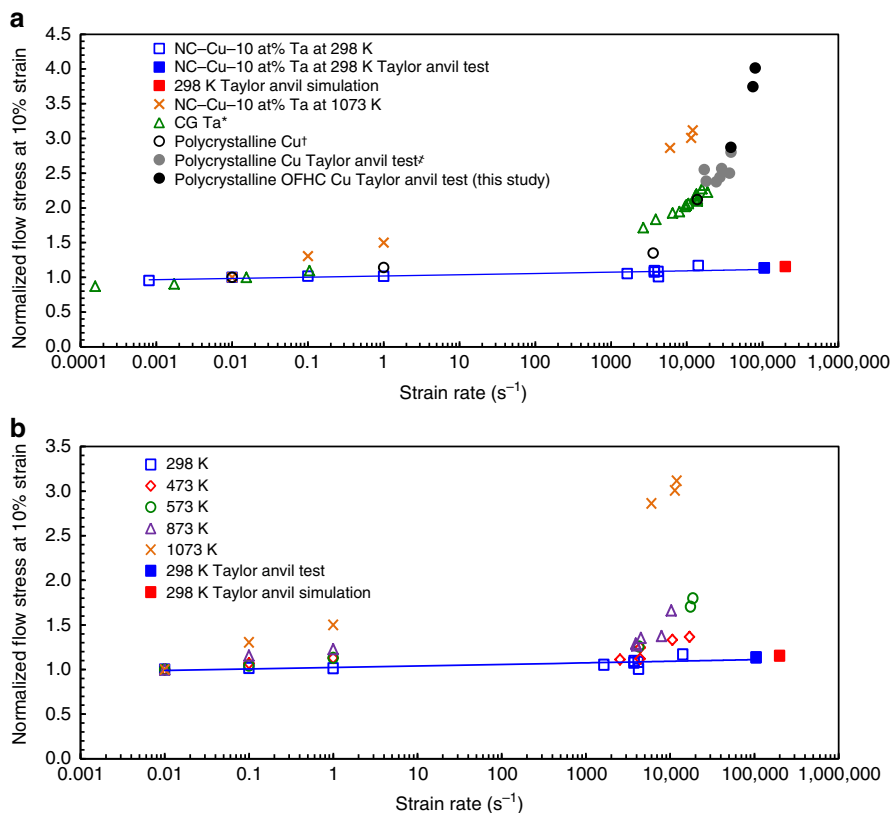 a
Normalized flow stress at 10% strain
4.5
4.0
3.5
3.0
2.5
2.0
1.5
1.0
0.5
0.0
NC–Cu–10 at% Ta at 298 K
NC–Cu–10 at% Ta at 298 K Taylor anvil test
298 K Taylor anvil simulation
NC–Cu–10 at% Ta at 1073 K
CG Ta*
Polycrystalline Cu†
Polycrystalline Cu Taylor anvil test
Polycrystalline OFHC Cu Taylor anvil test (this study)
0.0001 0.001 0.01 0.1 1 10 100 1000 10,000 100,000 1,000,000
Strain rate (s⁻¹)
b
Normalized flow stress at 10% strain
3.5
3.0
2.5
2.0
1.5
1.0
0.5
0.0
298 K
473 K
573 K
873 K
1073 K
298 K Taylor anvil test
298 K Taylor anvil simulation
0.001 0.01 0.1 1 10 100 1000 10,000 100,000 1,000,000
Strain rate (s⁻¹)